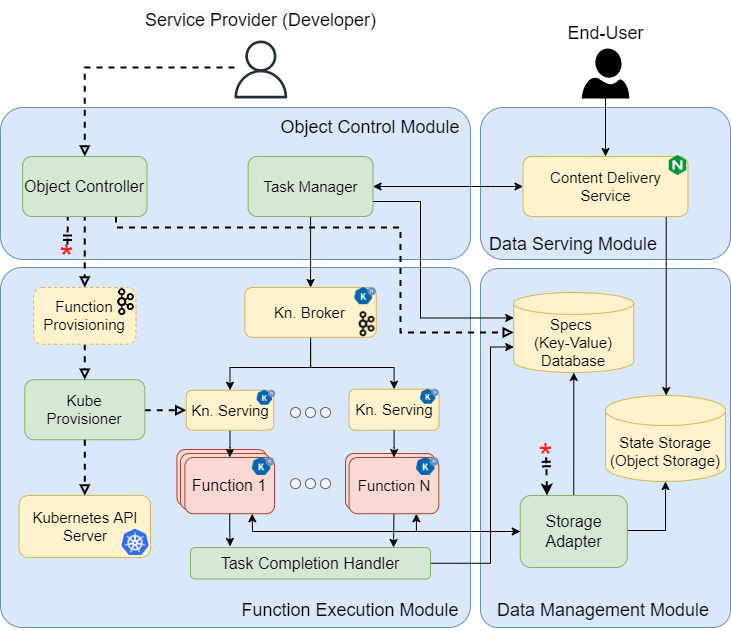 Service Provider (Developer)
End-User
Object Control Module
Object Controller
Task Manager
Content Delivery
Service
N
Data Serving Module
*
Function
Provisioning
Kn. Broker
K
Specs
(Key-Value)
Database
Kube
Provisioner
Kn. Serving
K
Kn. Serving
K
State Storage
(Object Storage)
Function 1
K
Function N
K
*
Kubernetes API
Server
Storage
Adapter
Task Completion Handler
Function Execution Module
Data Management Module